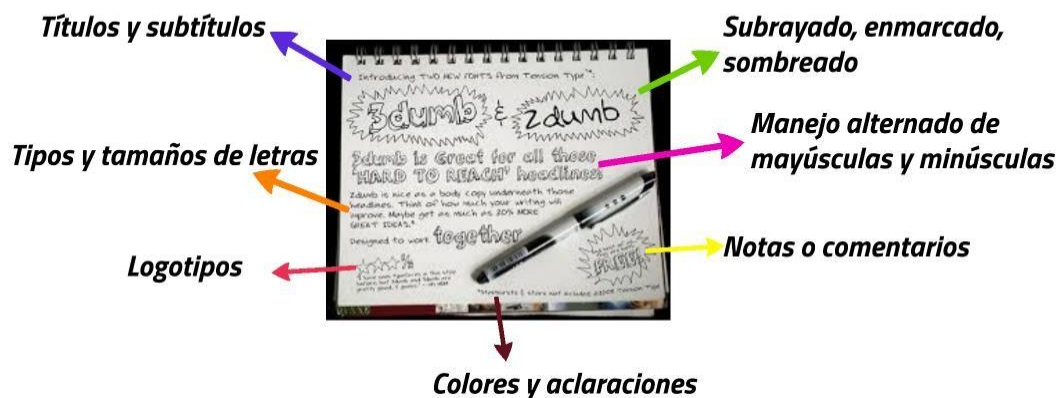 Títulos y subtítulos
Subrayado, enmarcado,
sombreado
Introducing TWO NEW FONTS from Tension Type™:
3dumb & 2dumb
Manejo alternado de
mayúsculas y minúsculas
Tipos y tamaños de letras
3dumb is Great for all those
"HARD TO REACH" headlines
2dumb is nice as a body copy underneath those
headlines. Think of how much your writing will
improve. Maybe get as much as 20% MORE
GREAT IDEAS.*
Designed to work together
Notas o comentarios
Logotipos
FREE!
Colores y aclaraciones